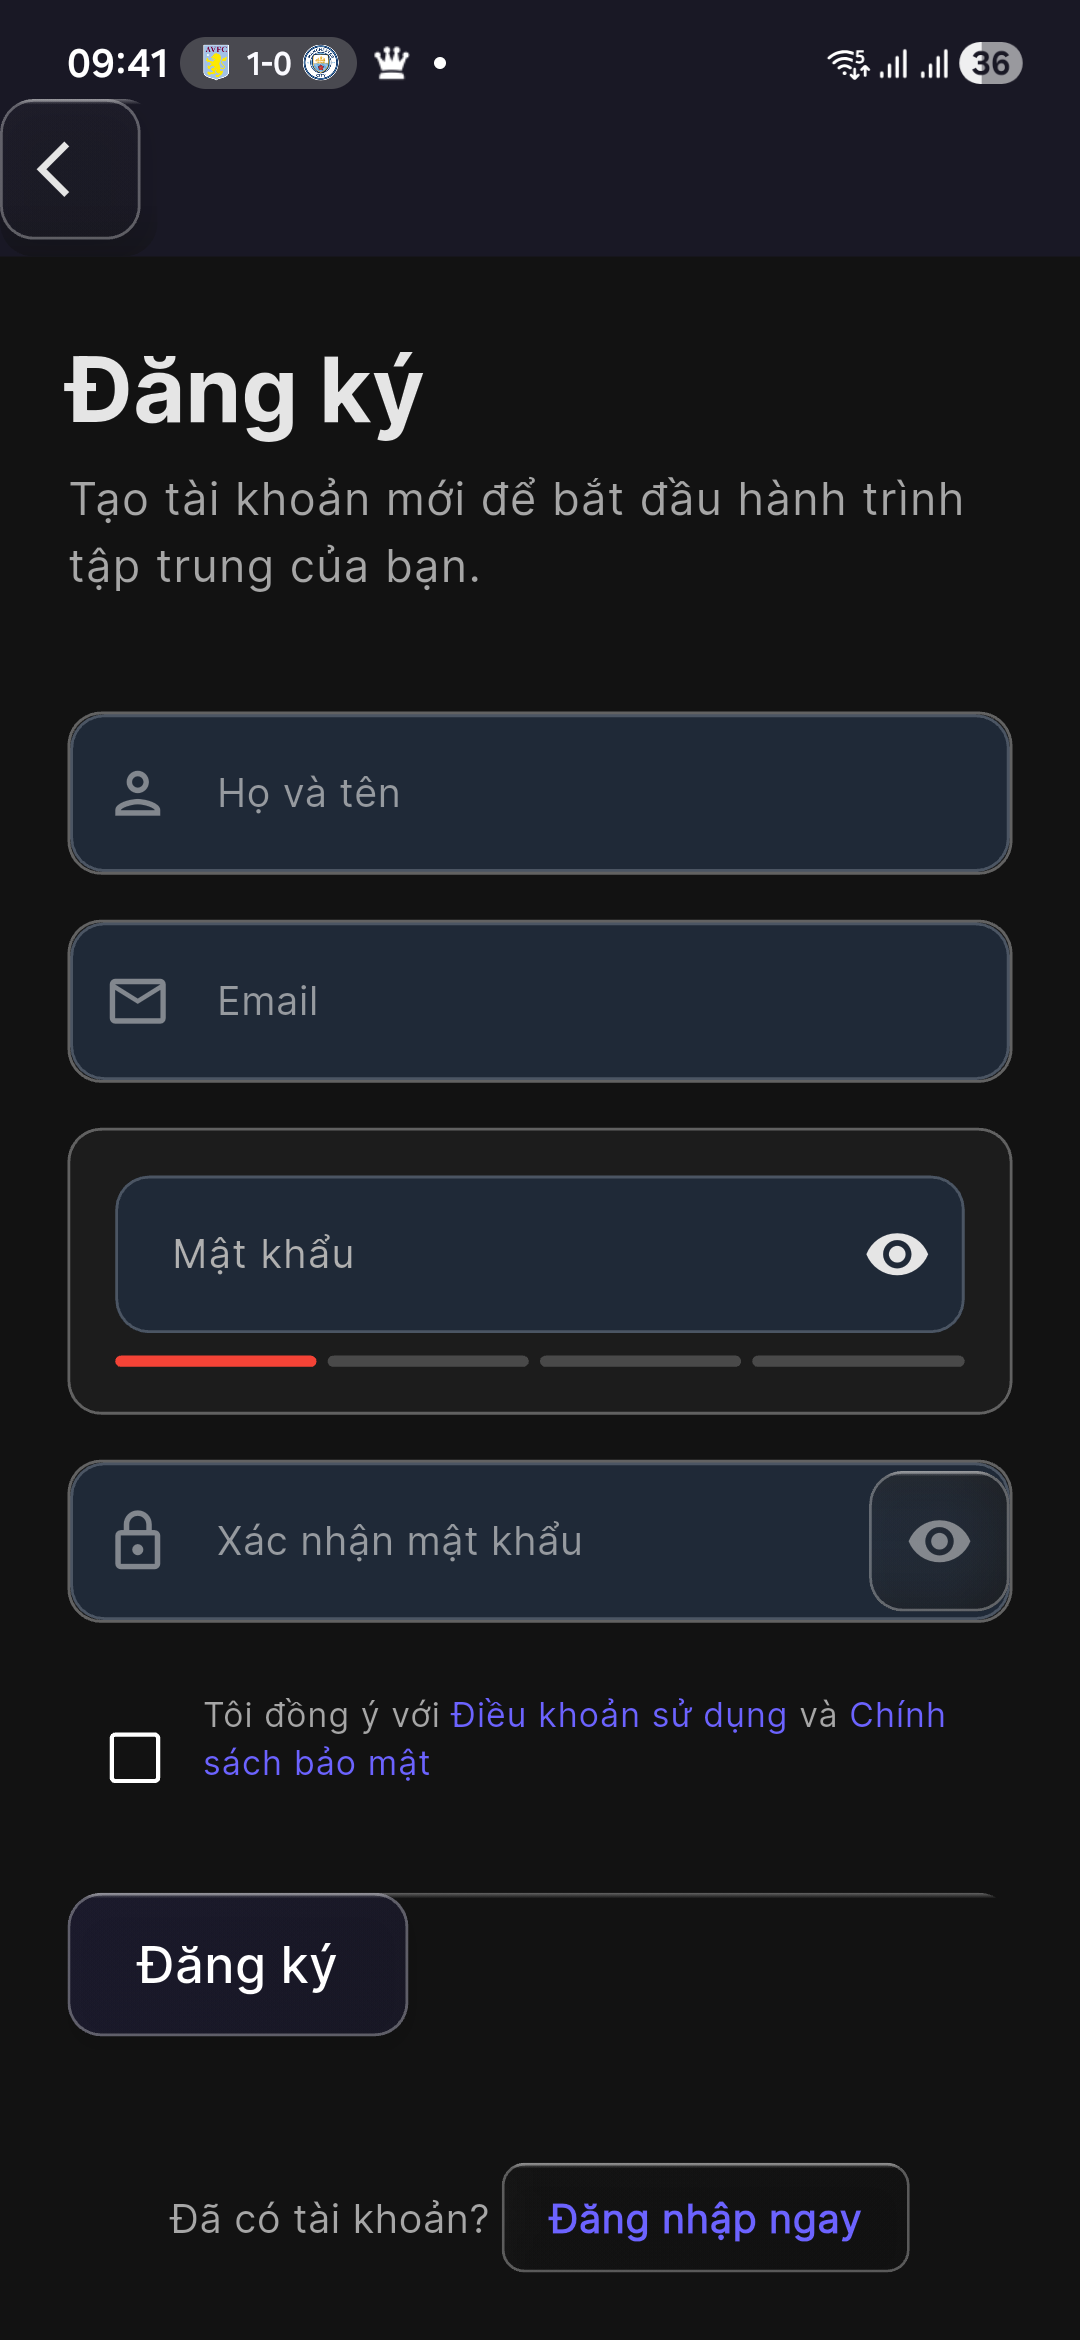 09:41 AVFC 1-0 5 36
Đăng ký
Tạo tài khoản mới để bắt đầu hành trình
tập trung của bạn.
Họ và tên
Email
Mật khẩu
Xác nhận mật khẩu
Tôi đồng ý với Điều khoản sử dụng và Chính
sách bảo mật
Đăng ký
Đã có tài khoản? Đăng nhập ngay